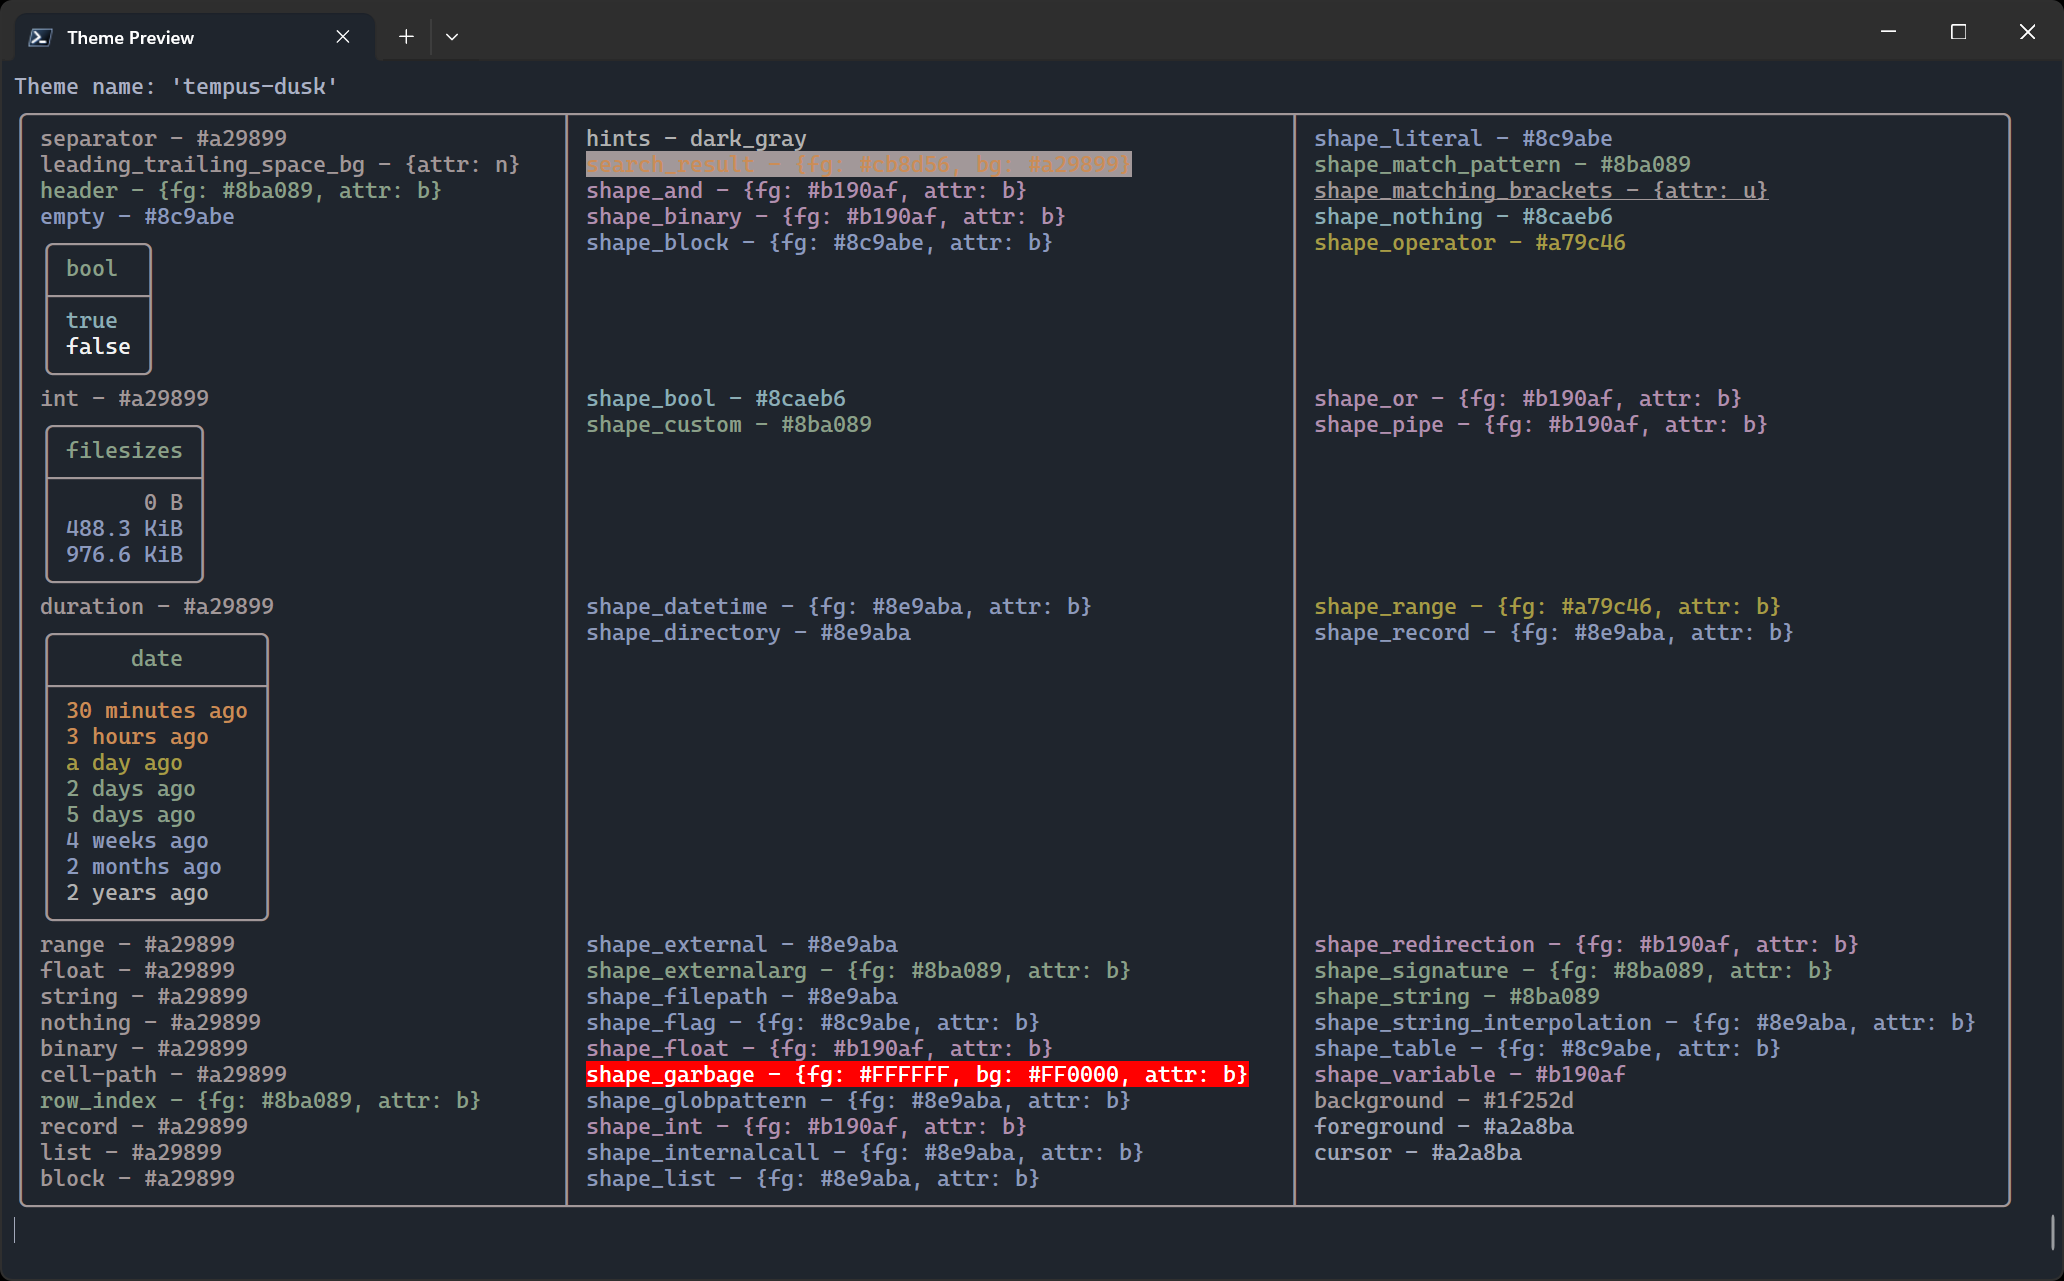 Theme Preview
Theme name: 'tempus-dusk'
separator - #a29899
leading_trailing_space_bg - {attr: n}
header - {fg: #8ba089, attr: b}
empty - #8c9abe
bool
true
false
int - #a29899
filesizes
0 B
488.3 KiB
976.6 KiB
duration - #a29899
date
30 minutes ago
3 hours ago
a day ago
2 days ago
5 days ago
4 weeks ago
2 months ago
2 years ago
range - #a29899
float - #a29899
string - #a29899
nothing - #a29899
binary - #a29899
cell-path - #a29899
row_index - {fg: #8ba089, attr: b}
record - #a29899
list - #a29899
block - #a29899
hints - dark_gray
search_result - {fg: #cb8d56, bg: #a29899}
shape_and - {fg: #b190af, attr: b}
shape_binary - {fg: #b190af, attr: b}
shape_block - {fg: #8c9abe, attr: b}
shape_bool - #8caeb6
shape_custom - #8ba089
shape_datetime - {fg: #8e9aba, attr: b}
shape_directory - #8e9aba
shape_external - #8e9aba
shape_externalarg - {fg: #8ba089, attr: b}
shape_filepath - #8e9aba
shape_flag - {fg: #8c9abe, attr: b}
shape_float - {fg: #b190af, attr: b}
shape_garbage - {fg: #FFFFFF, bg: #FF0000, attr: b}
shape_globpattern - {fg: #8e9aba, attr: b}
shape_int - {fg: #b190af, attr: b}
shape_internalcall - {fg: #8e9aba, attr: b}
shape_list - {fg: #8e9aba, attr: b}
shape_literal - #8c9abe
shape_match_pattern - #8ba089
shape_matching_brackets - {attr: u}
shape_nothing - #8caeb6
shape_operator - #a79c46
shape_or - {fg: #b190af, attr: b}
shape_pipe - {fg: #b190af, attr: b}
shape_range - {fg: #a79c46, attr: b}
shape_record - {fg: #8e9aba, attr: b}
shape_redirection - {fg: #b190af, attr: b}
shape_signature - {fg: #8ba089, attr: b}
shape_string - #8ba089
shape_string_interpolation - {fg: #8e9aba, attr: b}
shape_table - {fg: #8c9abe, attr: b}
shape_variable - #b190af
background - #1f252d
foreground - #a2a8ba
cursor - #a2a8ba